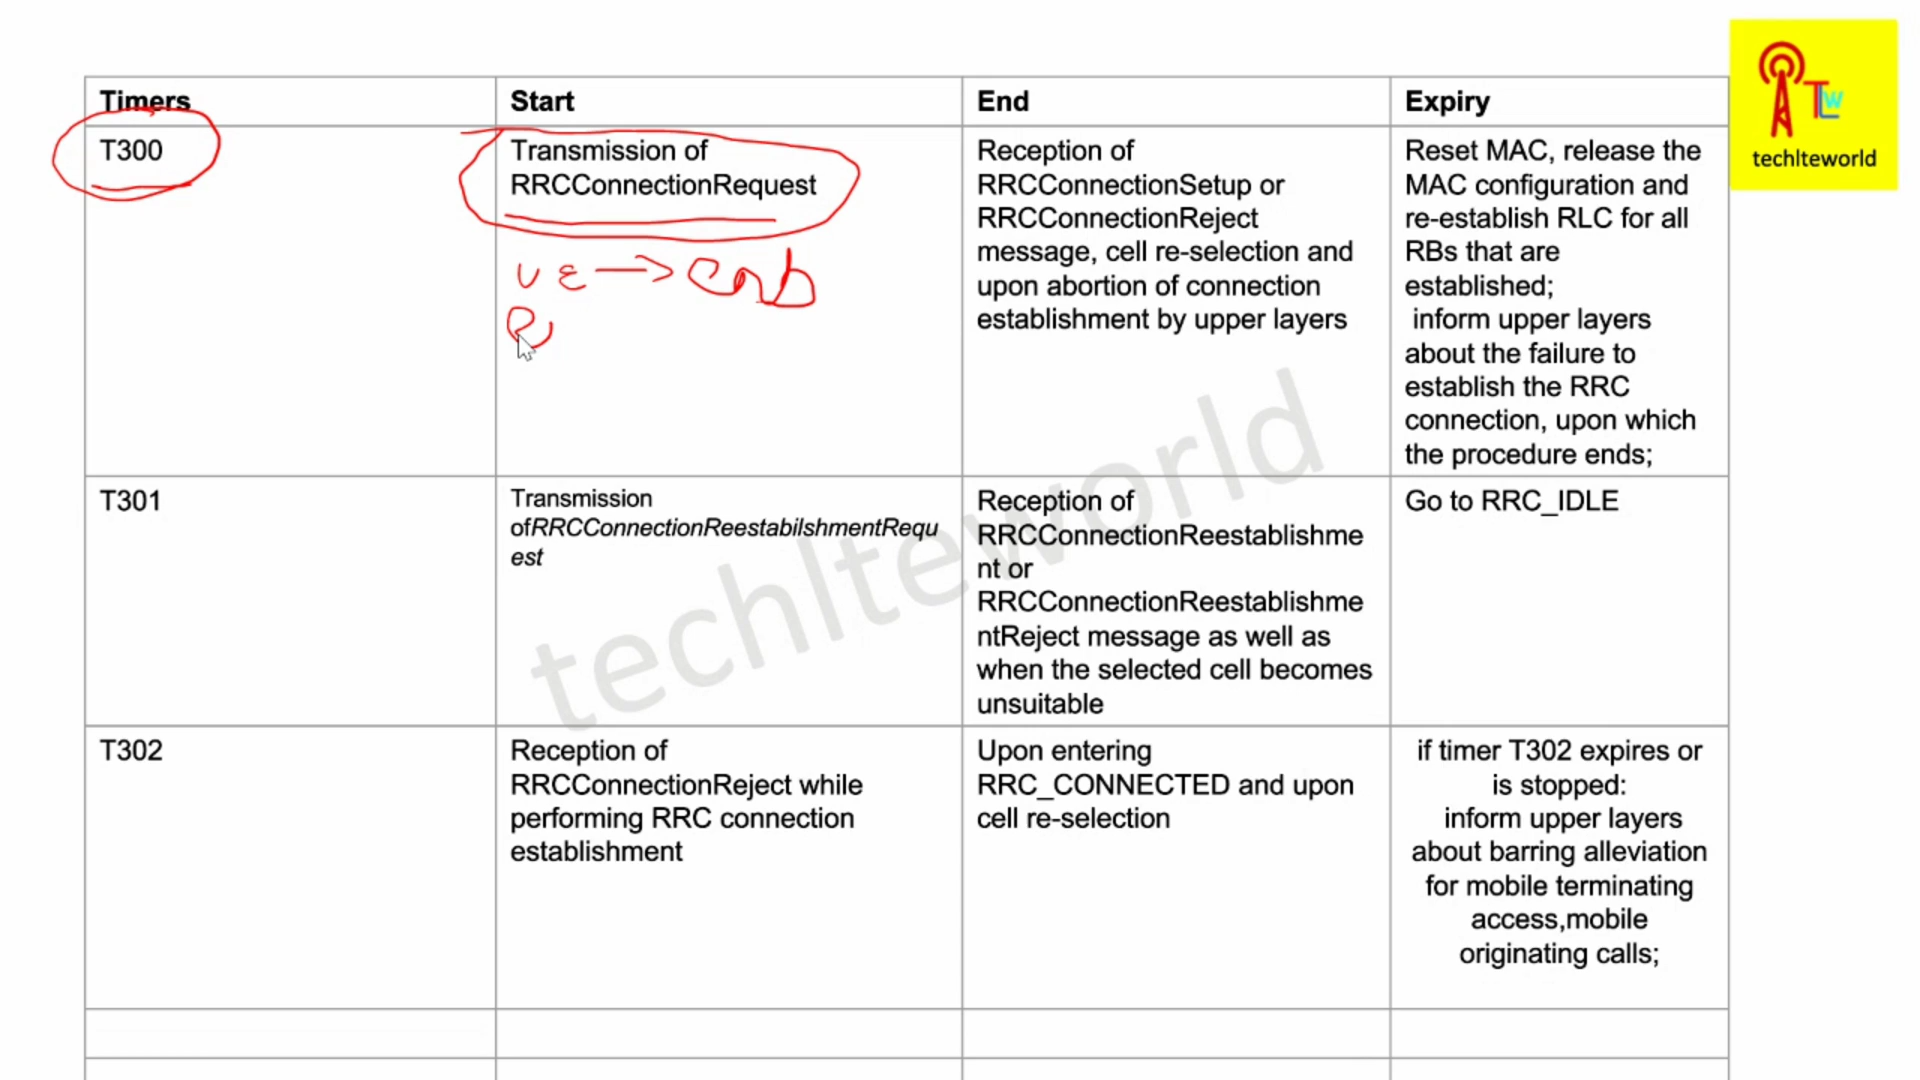 Timers
Start
End
Expiry
T300
Transmission of
RRCConnectionRequest
UE → enb
R
Reception of
RRCConnectionSetup or
RRCConnectionReject
message, cell re-selection and
upon abortion of connection
establishment by upper layers
Reset MAC, release the
MAC configuration and
re-establish RLC for all
RBs that are
established;
inform upper layers
about the failure to
establish the RRC
connection, upon which
the procedure ends;
T301
Transmission
ofRRCConnectionReestabilshmentRequ
est
Reception of
RRCConnectionReestablishme
nt or
RRCConnectionReestablishme
ntReject message as well as
when the selected cell becomes
unsuitable
Go to RRC_IDLE
T302
Reception of
RRCConnectionReject while
performing RRC connection
establishment
Upon entering
RRC_CONNECTED and upon
cell re-selection
if timer T302 expires or
is stopped:
inform upper layers
about barring alleviation
for mobile terminating
access,mobile
originating calls;
TLW
techlteworld
techlteworld